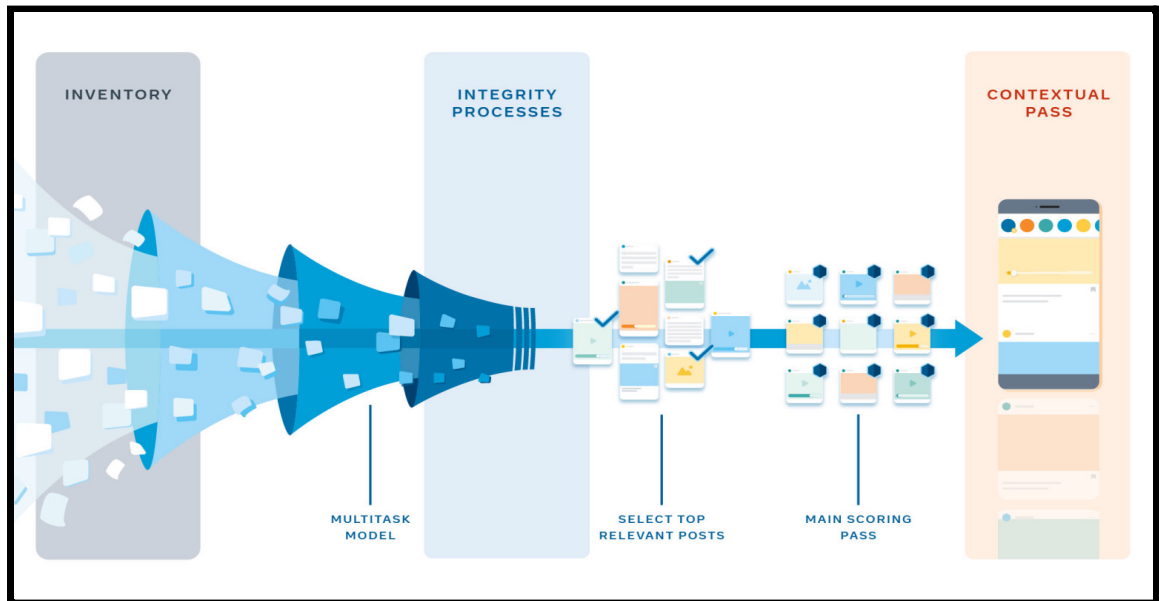 INVENTORY
INTEGRITY
PROCESSES
CONTEXTUAL
PASS
MULTITASK
MODEL
SELECT TOP
RELEVANT POSTS
MAIN SCORING
PASS